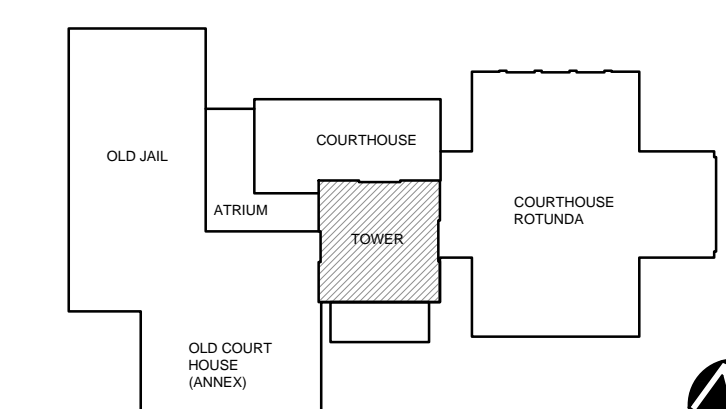 COURTHOUSE
OLD JAIL
COURTHOUSE
ROTUNDA
ATRIUM
TOWER
OLD COURT
HOUSE
(ANNEX)